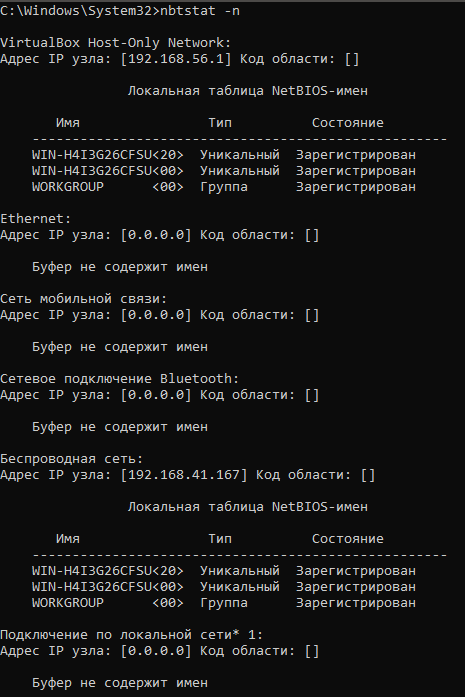 C:\Windows\System32>nbtstat -n
VirtualBox Host-Only Network:
Адрес IP узла: [192.168.56.1] Код области: []
Локальная таблица NetBIOS-имен
Имя Тип Состояние
----------------------------------------------------
WIN-H4I3G26CFSU<20> Уникальный Зарегистрирован
WIN-H4I3G26CFSU<00> Уникальный Зарегистрирован
WORKGROUP <00> Группа Зарегистрирован
Ethernet:
Адрес IP узла: [0.0.0.0] Код области: []
Буфер не содержит имен
Сеть мобильной связи:
Адрес IP узла: [0.0.0.0] Код области: []
Буфер не содержит имен
Сетевое подключение Bluetooth:
Адрес IP узла: [0.0.0.0] Код области: []
Буфер не содержит имен
Беспроводная сеть:
Адрес IP узла: [192.168.41.167] Код области: []
Локальная таблица NetBIOS-имен
Имя Тип Состояние
----------------------------------------------------
WIN-H4I3G26CFSU<20> Уникальный Зарегистрирован
WIN-H4I3G26CFSU<00> Уникальный Зарегистрирован
WORKGROUP <00> Группа Зарегистрирован
Подключение по локальной сети* 1:
Адрес IP узла: [0.0.0.0] Код области: []
Буфер не содержит имен